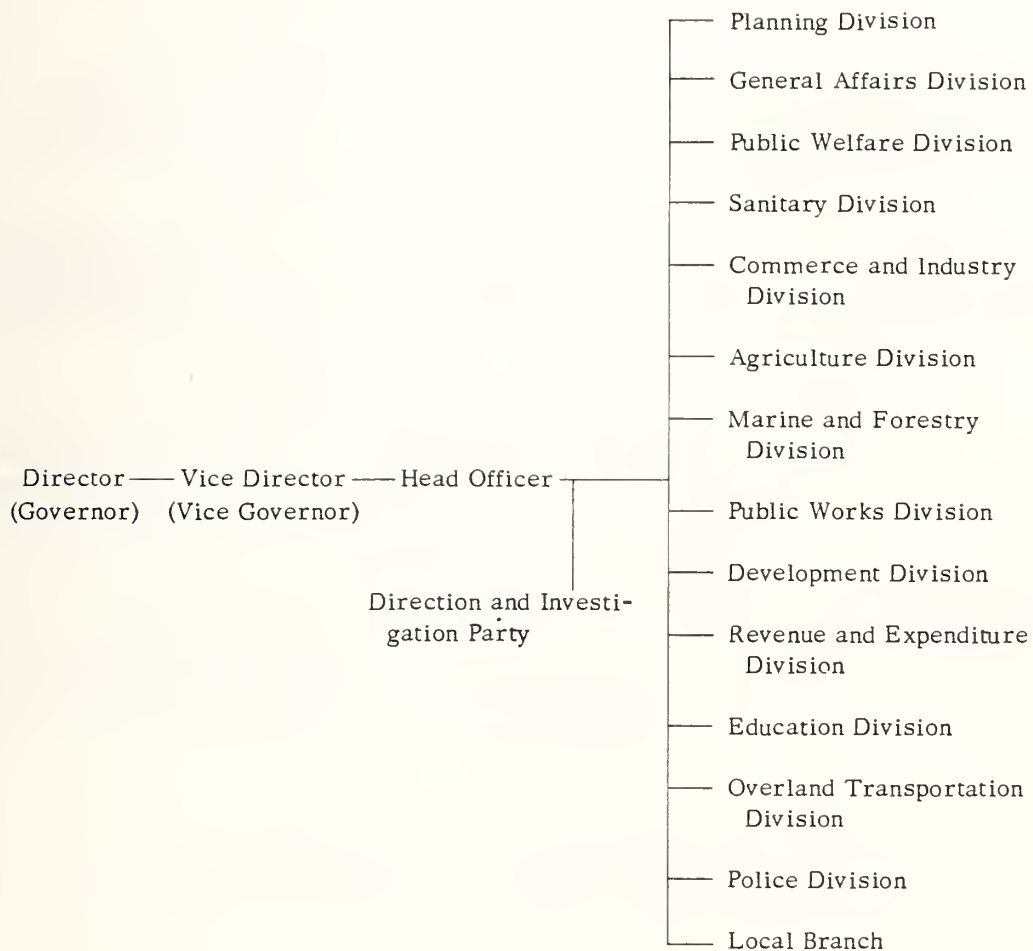 Planning Division
General Affairs Division
Public Welfare Division
Sanitary Division
Commerce and Industry
Division
Agriculture Division
Marine and Forestry
Division
Director Vice Director Head Officer
(Governor) (Vice Governor)
Public Works Division
Development Division
Direction and Investi-
gation Party
Revenue and Expenditure
Division
Education Division
Overland Transportation
Division
Police Division
Local Branch